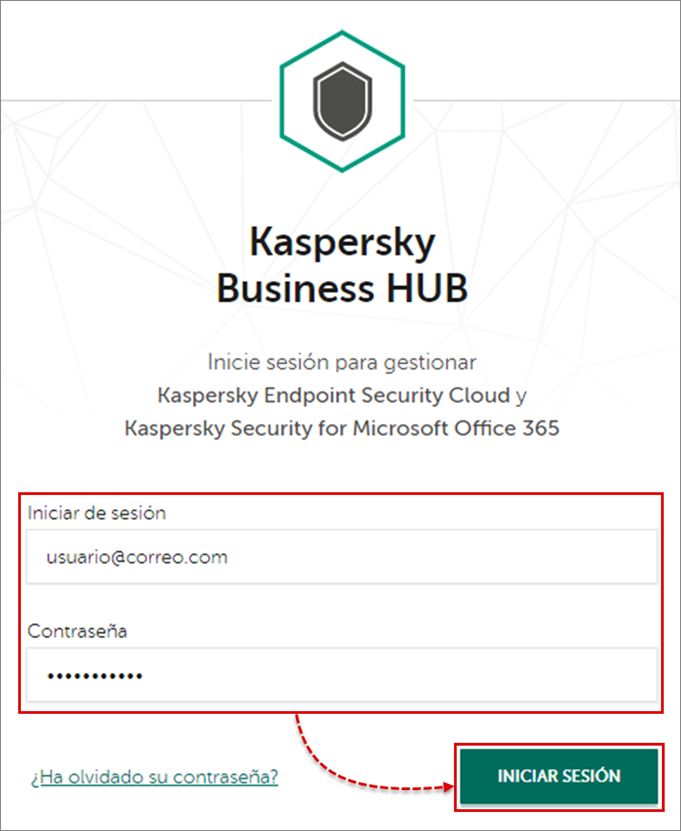 Kaspersky
Business HUB
Inicie sesión para gestionar
Kaspersky Endpoint Security Cloud y
Kaspersky Security for Microsoft Office 365
Iniciar de sesión
usuario@correo.com
Contraseña
•••••••••••
¿Ha olvidado su contraseña?
INICIAR SESIÓN